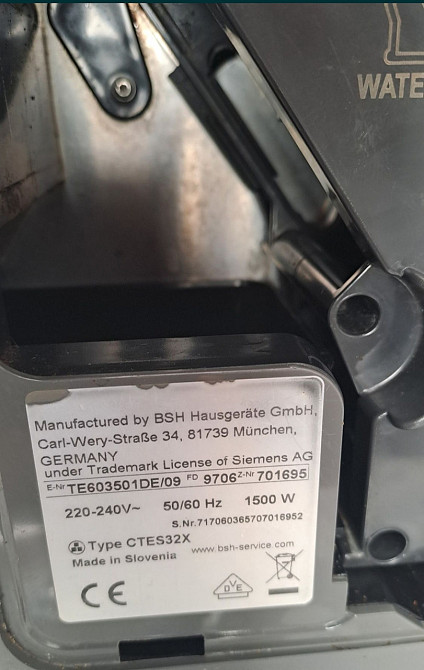 WATE
Manufactured by BSH Hausgeräte GmbH,
Carl-Wery-Straße 34, 81739 München,
GERMANY
under Trademark License of Siemens AG
E-Nr TE603501DE/09 FD 9706 Z-Nr 701695
220-240V~ 50/60 Hz 1500 W
S.Nr.717060365707016952
Type CTES32X www.bsh-service.com
Made in Slovenia
CE DVE